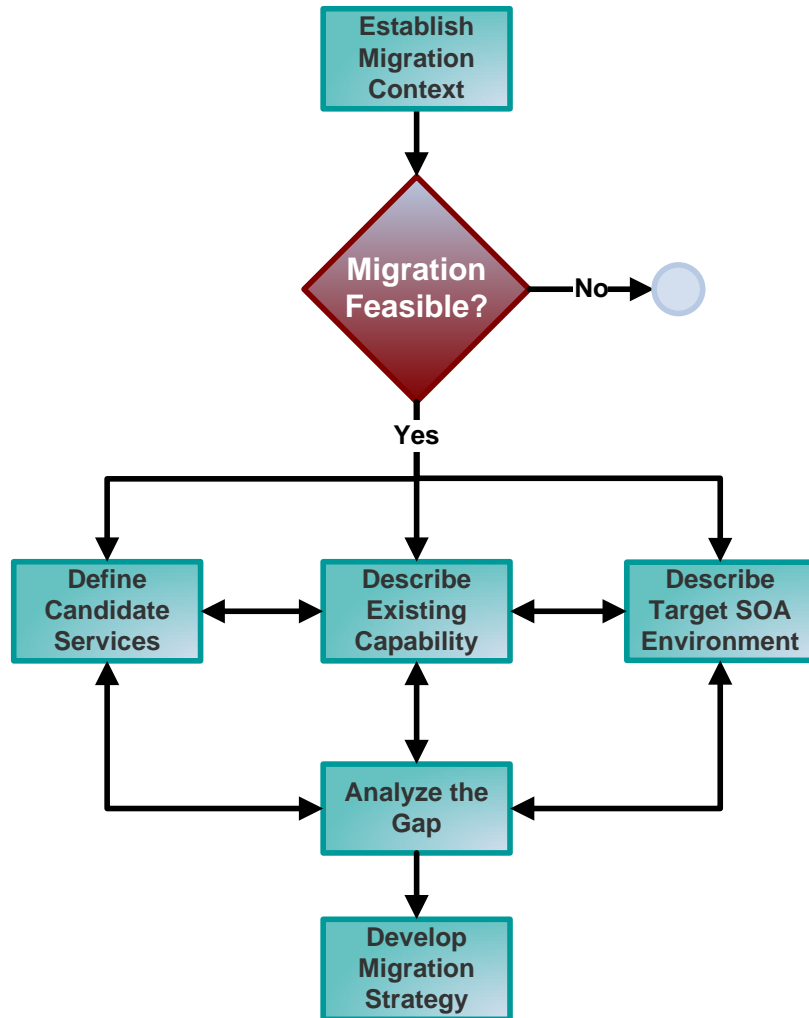 Establish
Migration
Context
Migration
Feasible?
No
Yes
Define
Candidate
Services
Describe
Existing
Capability
Describe
Target SOA
Environment
Analyze the
Gap
Develop
Migration
Strategy